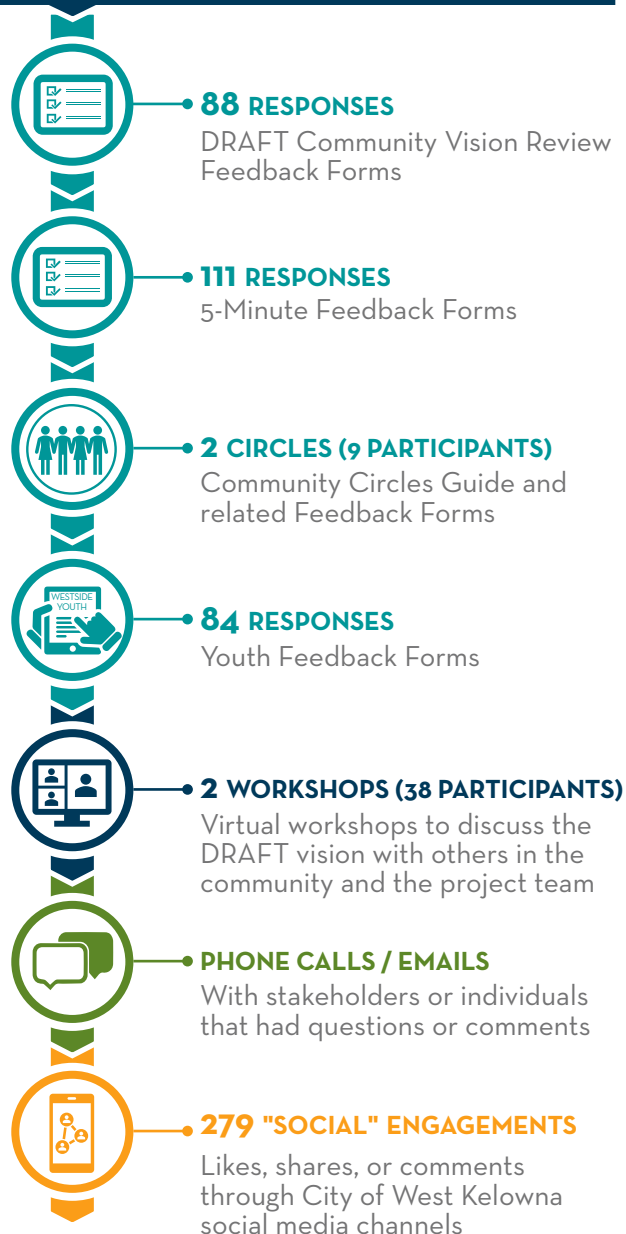 88 RESPONSES
DRAFT Community Vision Review
Feedback Forms
111 RESPONSES
5-Minute Feedback Forms
2 CIRCLES (9 PARTICIPANTS)
Community Circles Guide and
related Feedback Forms
WESTSIDE
YOUTH
84 RESPONSES
Youth Feedback Forms
2 WORKSHOPS (38 PARTICIPANTS)
Virtual workshops to discuss the
DRAFT vision with others in the
community and the project team
PHONE CALLS / EMAILS
With stakeholders or individuals
that had questions or comments
279 "SOCIAL" ENGAGEMENTS
Likes, shares, or comments
through City of West Kelowna
social media channels